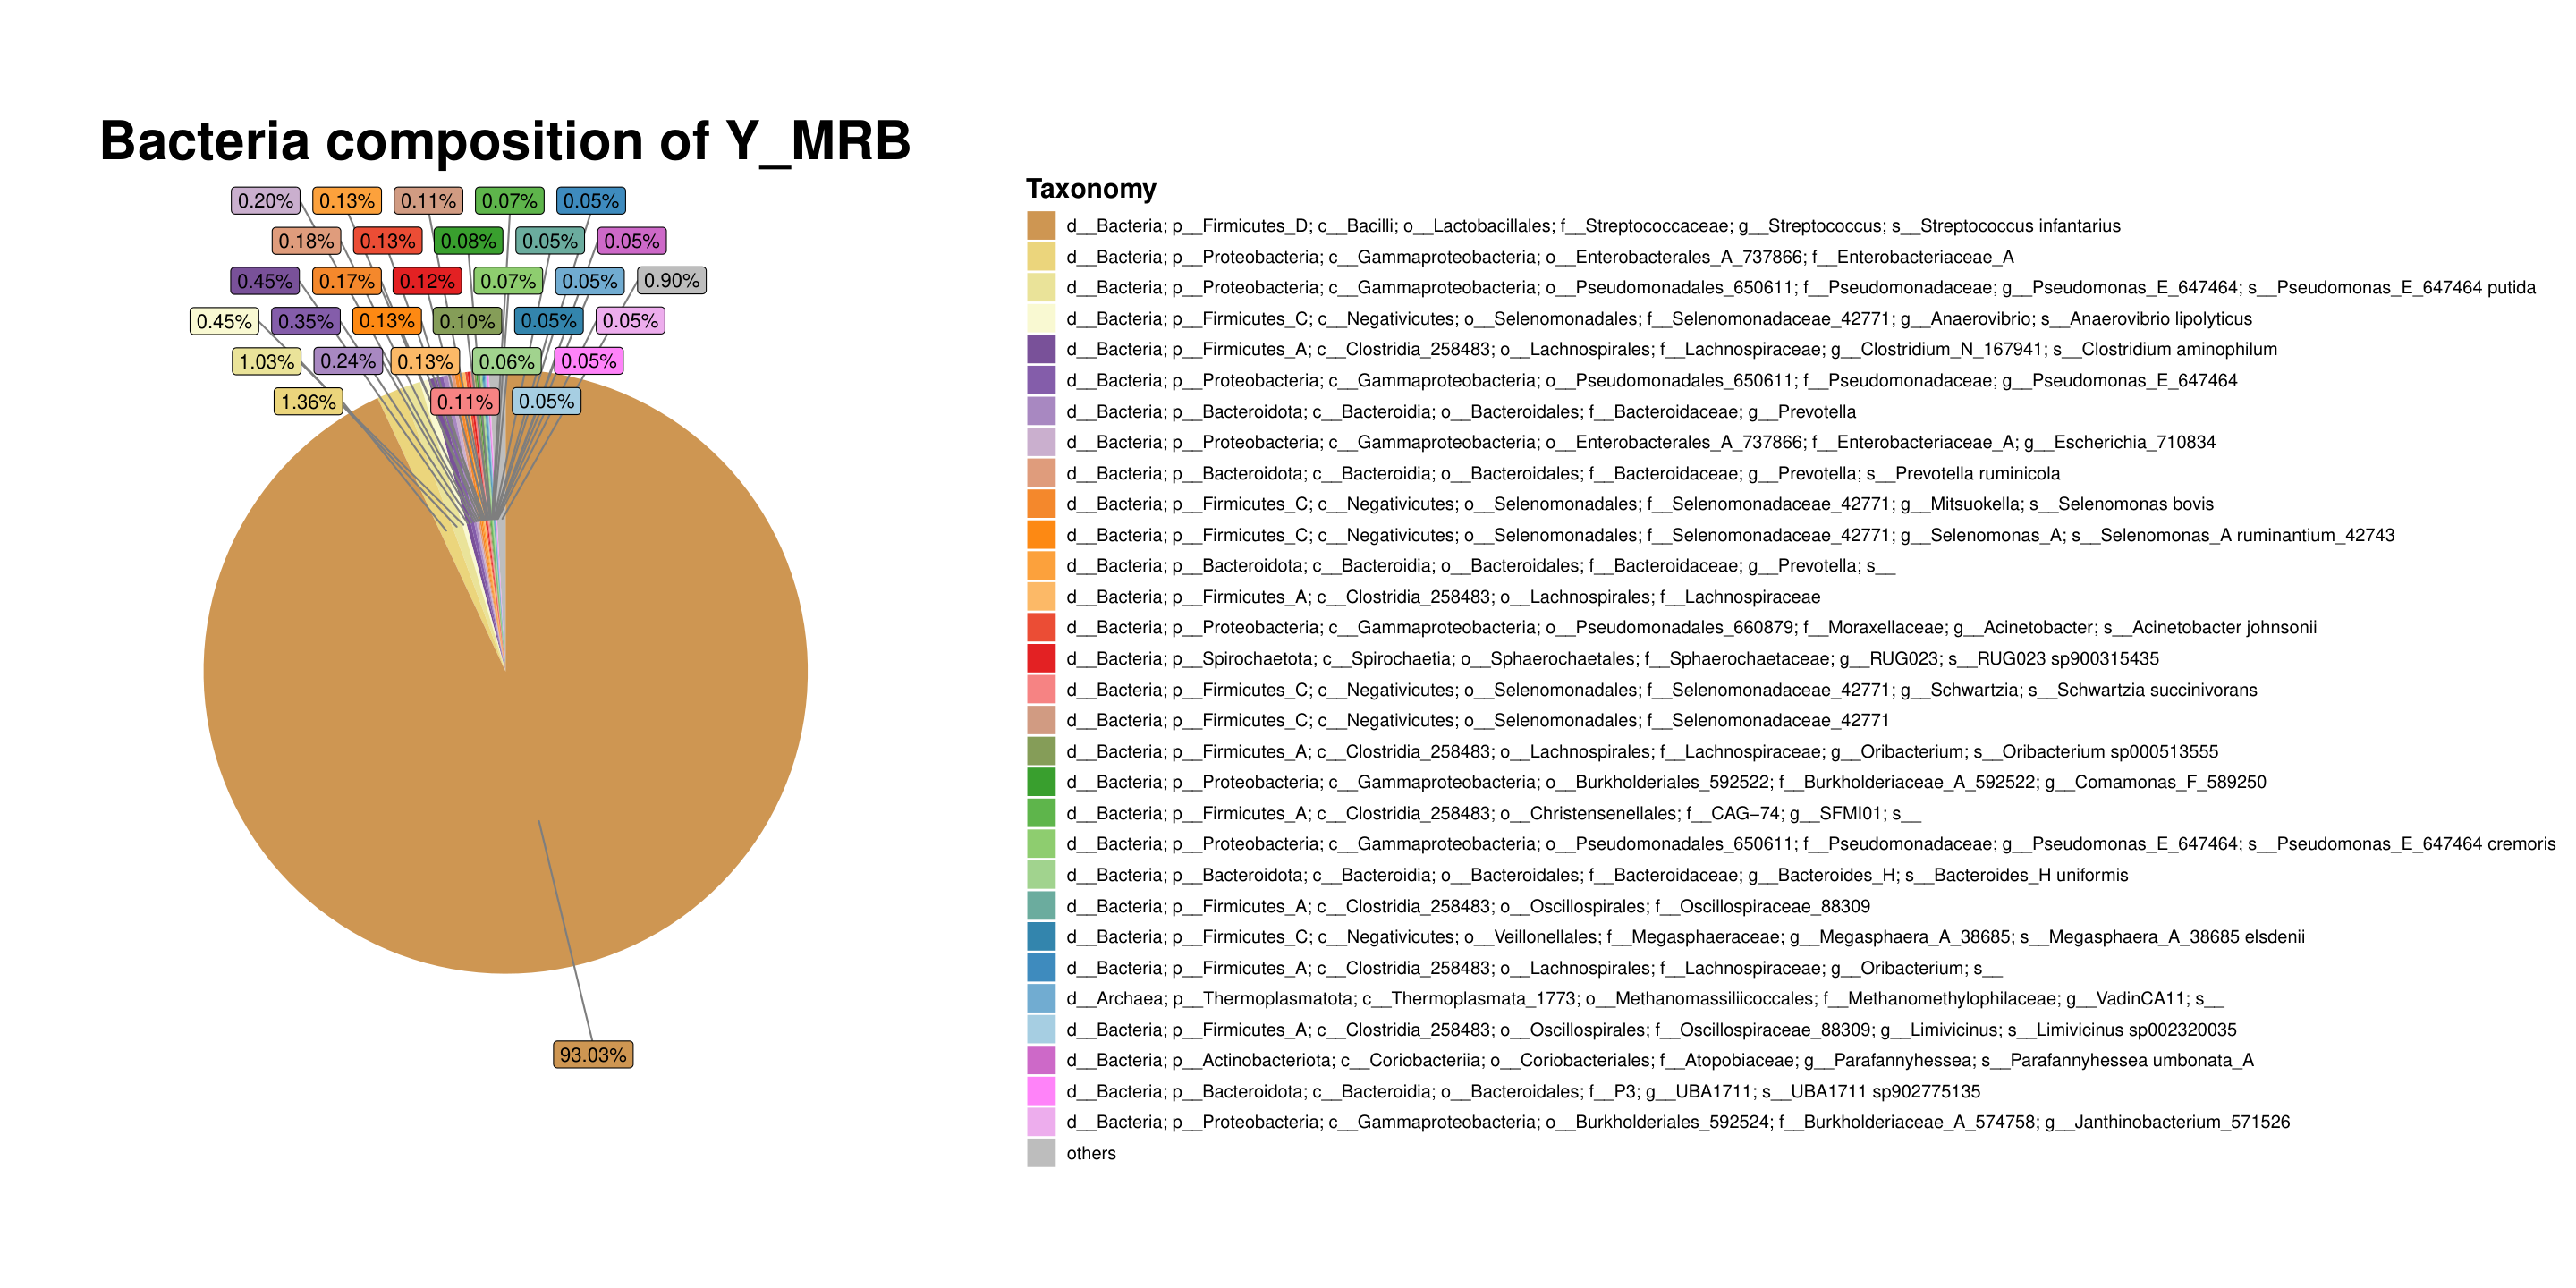 Bacteria composition of Y_MRB
0.20% 0.13% 0.11% 0.07% 0.05%
0.18% 0.13% 0.08% 0.05% 0.05%
0.45% 0.17% 0.12% 0.07% 0.05% 0.90%
0.45% 0.35% 0.13% 0.10% 0.05% 0.05%
1.03% 0.24% 0.13% 0.06% 0.05%
1.36% 0.11% 0.05%
93.03%
Taxonomy
d__Bacteria; p__Firmicutes_D; c__Bacilli; o__Lactobacillales; f__Streptococcaceae; g__Streptococcus; s__Streptococcus infantarius
d__Bacteria; p__Proteobacteria; c__Gammaproteobacteria; o__Enterobacterales_A_737866; f__Enterobacteriaceae_A
d__Bacteria; p__Proteobacteria; c__Gammaproteobacteria; o__Pseudomonadales_650611; f__Pseudomonadaceae; g__Pseudomonas_E_647464; s__Pseudomonas_E_647464 putida
d__Bacteria; p__Firmicutes_C; c__Negativicutes; o__Selenomonadales; f__Selenomonadaceae_42771; g__Anaerovibrio; s__Anaerovibrio lipolyticus
d__Bacteria; p__Firmicutes_A; c__Clostridia_258483; o__Lachnospirales; f__Lachnospiraceae; g__Clostridium_N_167941; s__Clostridium aminophilum
d__Bacteria; p__Proteobacteria; c__Gammaproteobacteria; o__Pseudomonadales_650611; f__Pseudomonadaceae; g__Pseudomonas_E_647464
d__Bacteria; p__Bacteroidota; c__Bacteroidia; o__Bacteroidales; f__Bacteroidaceae; g__Prevotella
d__Bacteria; p__Proteobacteria; c__Gammaproteobacteria; o__Enterobacterales_A_737866; f__Enterobacteriaceae_A; g__Escherichia_710834
d__Bacteria; p__Bacteroidota; c__Bacteroidia; o__Bacteroidales; f__Bacteroidaceae; g__Prevotella; s__Prevotella ruminicola
d__Bacteria; p__Firmicutes_C; c__Negativicutes; o__Selenomonadales; f__Selenomonadaceae_42771; g__Mitsuokella; s__Selenomonas bovis
d__Bacteria; p__Firmicutes_C; c__Negativicutes; o__Selenomonadales; f__Selenomonadaceae_42771; g__Selenomonas_A; s__Selenomonas_A ruminantium_42743
d__Bacteria; p__Bacteroidota; c__Bacteroidia; o__Bacteroidales; f__Bacteroidaceae; g__Prevotella; s__
d__Bacteria; p__Firmicutes_A; c__Clostridia_258483; o__Lachnospirales; f__Lachnospiraceae
d__Bacteria; p__Proteobacteria; c__Gammaproteobacteria; o__Pseudomonadales_660879; f__Moraxellaceae; g__Acinetobacter; s__Acinetobacter johnsonii
d__Bacteria; p__Spirochaetota; c__Spirochaetia; o__Sphaerochaetales; f__Sphaerochaetaceae; g__RUG023; s__RUG023 sp900315435
d__Bacteria; p__Firmicutes_C; c__Negativicutes; o__Selenomonadales; f__Selenomonadaceae_42771; g__Schwartzia; s__Schwartzia succinivorans
d__Bacteria; p__Firmicutes_C; c__Negativicutes; o__Selenomonadales; f__Selenomonadaceae_42771
d__Bacteria; p__Firmicutes_A; c__Clostridia_258483; o__Lachnospirales; f__Lachnospiraceae; g__Oribacterium; s__Oribacterium sp000513555
d__Bacteria; p__Proteobacteria; c__Gammaproteobacteria; o__Burkholderiales_592522; f__Burkholderiaceae_A_592522; g__Comamonas_F_589250
d__Bacteria; p__Firmicutes_A; c__Clostridia_258483; o__Christensenellales; f__CAG−74; g__SFMI01; s__
d__Bacteria; p__Proteobacteria; c__Gammaproteobacteria; o__Pseudomonadales_650611; f__Pseudomonadaceae; g__Pseudomonas_E_647464; s__Pseudomonas_E_647464 cremoris
d__Bacteria; p__Bacteroidota; c__Bacteroidia; o__Bacteroidales; f__Bacteroidaceae; g__Bacteroides_H; s__Bacteroides_H uniformis
d__Bacteria; p__Firmicutes_A; c__Clostridia_258483; o__Oscillospirales; f__Oscillospiraceae_88309
d__Bacteria; p__Firmicutes_C; c__Negativicutes; o__Veillonellales; f__Megasphaeraceae; g__Megasphaera_A_38685; s__Megasphaera_A_38685 elsdenii
d__Bacteria; p__Firmicutes_A; c__Clostridia_258483; o__Lachnospirales; f__Lachnospiraceae; g__Oribacterium; s__
d__Archaea; p__Thermoplasmatota; c__Thermoplasmata_1773; o__Methanomassiliicoccales; f__Methanomethylophilaceae; g__VadinCA11; s__
d__Bacteria; p__Firmicutes_A; c__Clostridia_258483; o__Oscillospirales; f__Oscillospiraceae_88309; g__Limivicinus; s__Limivicinus sp002320035
d__Bacteria; p__Actinobacteriota; c__Coriobacteriia; o__Coriobacteriales; f__Atopobiaceae; g__Parafannyhessea; s__Parafannyhessea umbonata_A
d__Bacteria; p__Bacteroidota; c__Bacteroidia; o__Bacteroidales; f__P3; g__UBA1711; s__UBA1711 sp902775135
d__Bacteria; p__Proteobacteria; c__Gammaproteobacteria; o__Burkholderiales_592524; f__Burkholderiaceae_A_574758; g__Janthinobacterium_571526
others